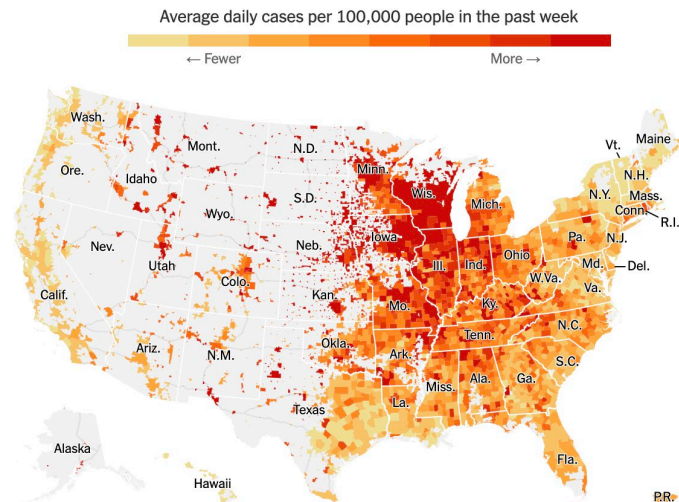 Average daily cases per 100,000 people in the past week
← Fewer More →
Wash.
Mont.
N.D.
Minn.
Vt.
Maine
Ore.
Idaho
S.D.
Wis.
Mich.
N.Y.
N.H.
Mass.
Conn.
R.I.
Wyo.
Nev.
Utah
Neb.
Iowa
Ill.
Ind.
Ohio
Pa.
N.J.
Md.
Del.
W.Va.
Va.
Calif.
Colo.
Kan.
Mo.
Ky.
N.C.
Tenn.
Ariz.
N.M.
Okla.
Ark.
S.C.
Miss.
Ala.
Ga.
Texas
La.
Fla.
Alaska
Hawaii
P.R.